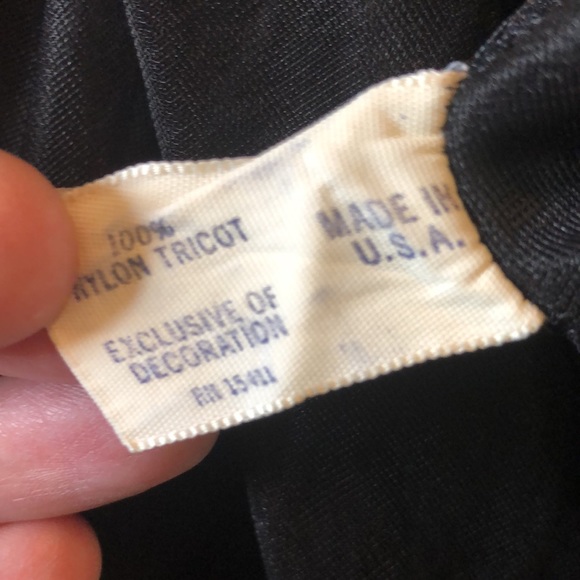 100%
NYLON TRICOT
EXCLUSIVE OF
DECORATION
RN 15411
MADE IN
U.S.A.